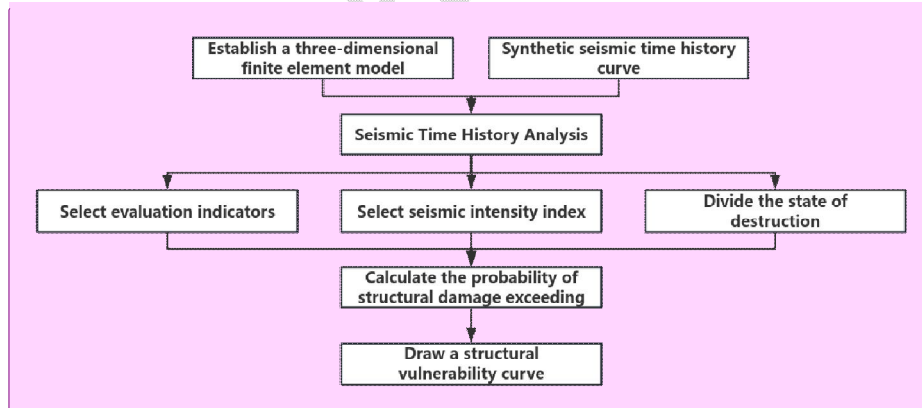 Establish a three-dimensional
finite element model
Synthetic seismic time history
curve
Seismic Time History Analysis
Select evaluation indicators
Select seismic intensity index
Divide the state of
destruction
Calculate the probability of
structural damage exceeding
Draw a structural
vulnerability curve